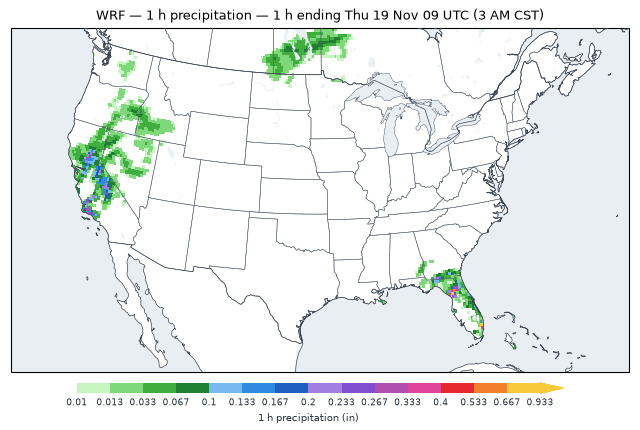 WRF — 1 h precipitation — 1 h ending Thu 19 Nov 09 UTC (3 AM CST)
0.01 0.013 0.033 0.067 0.1 0.133 0.167 0.2 0.233 0.267 0.333 0.4 0.533 0.667 0.933
1 h precipitation (in)